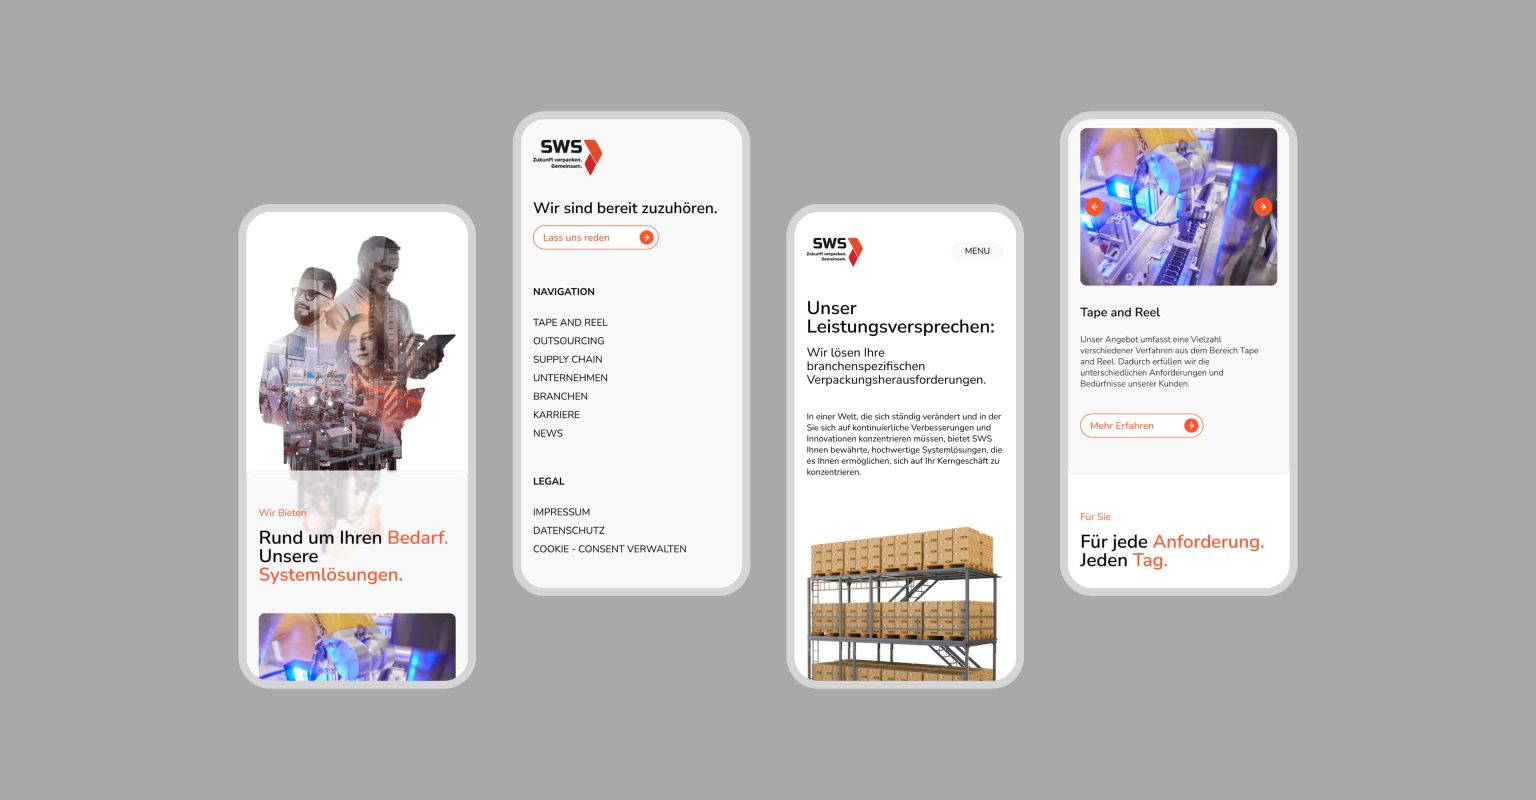 Wir Bieten
Rund um Ihren Bedarf.
Unsere
Systemlösungen.
SWS
Zukunft verpacken.
Gemeinsam.
Wir sind bereit zuzuhören.
Lass uns reden
NAVIGATION
TAPE AND REEL
OUTSOURCING
SUPPLY CHAIN
UNTERNEHMEN
BRANCHEN
KARRIERE
NEWS
LEGAL
IMPRESSUM
DATENSCHUTZ
COOKIE - CONSENT VERWALTEN
SWS
Zukunft verpacken.
Gemeinsam.
MENU
Unser
Leistungsversprechen:
Wir lösen Ihre
branchenspezifischen
Verpackungsherausforderungen.
In einer Welt, die sich ständig verändert und in der
Sie sich auf kontinuierliche Verbesserungen und
Innovationen konzentrieren müssen, bietet SWS
Ihnen bewährte, hochwertige Systemlösungen, die
es Ihnen ermöglichen, sich auf Ihr Kerngeschäft zu
konzentrieren.
Tape and Reel
Unser Angebot umfasst eine Vielzahl
verschiedener Verfahren aus dem Bereich Tape
and Reel. Dadurch erfüllen wir die
unterschiedlichen Anforderungen und
Bedürfnisse unserer Kunden.
Mehr Erfahren
Für Sie
Für jede Anforderung.
Jeden Tag.